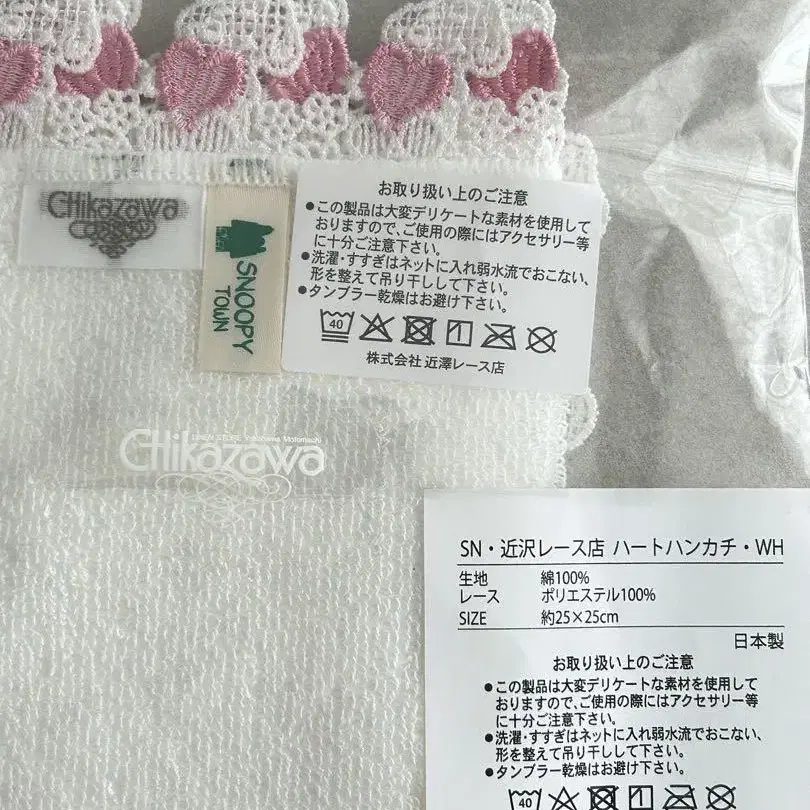 Chikazawa
SNOOPY
TOWN
お取り扱い上のご注意
●この製品は大変デリケートな素材を使用して
おりますので、ご使用の際にはアクセサリー等
に十分ご注意下さい。
●洗濯・すすぎはネットに入れ弱水流でおこない、
形を整えて吊り干しして下さい。
●タンブラー乾燥はお避け下さい。
40
株式会社 近澤レース店
LINEN STORE Yokohama Motomachi
Chikazawa
SN・近沢レース店 ハートハンカチ・WH
生地 綿100%
レース ポリエステル100%
SIZE 約25×25cm
日本製
お取り扱い上のご注意
●この製品は大変デリケートな素材を使用して
おりますので、ご使用の際にはアクセサリー等
に十分ご注意下さい。
●洗濯・すすぎはネットに入れ弱水流でおこない、
形を整えて吊り干しして下さい。
●タンブラー乾燥はお避け下さい。
40